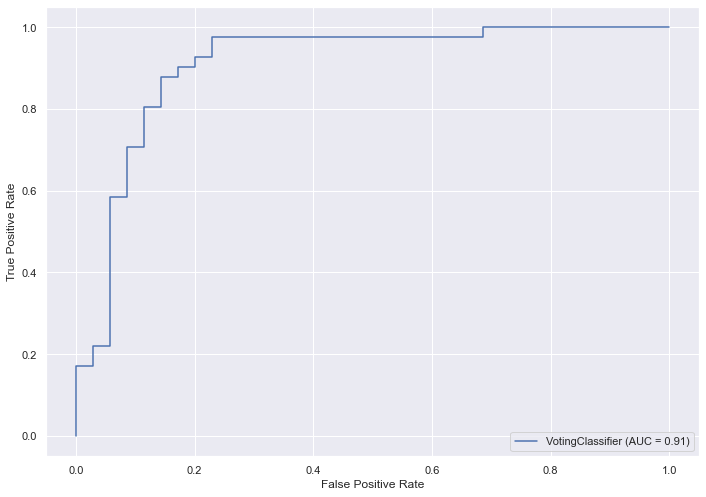 1.0
0.8
0.6
0.4
0.2
0.0
True Positive Rate
0.0 0.2 0.4 0.6 0.8 1.0
False Positive Rate
VotingClassifier (AUC = 0.91)